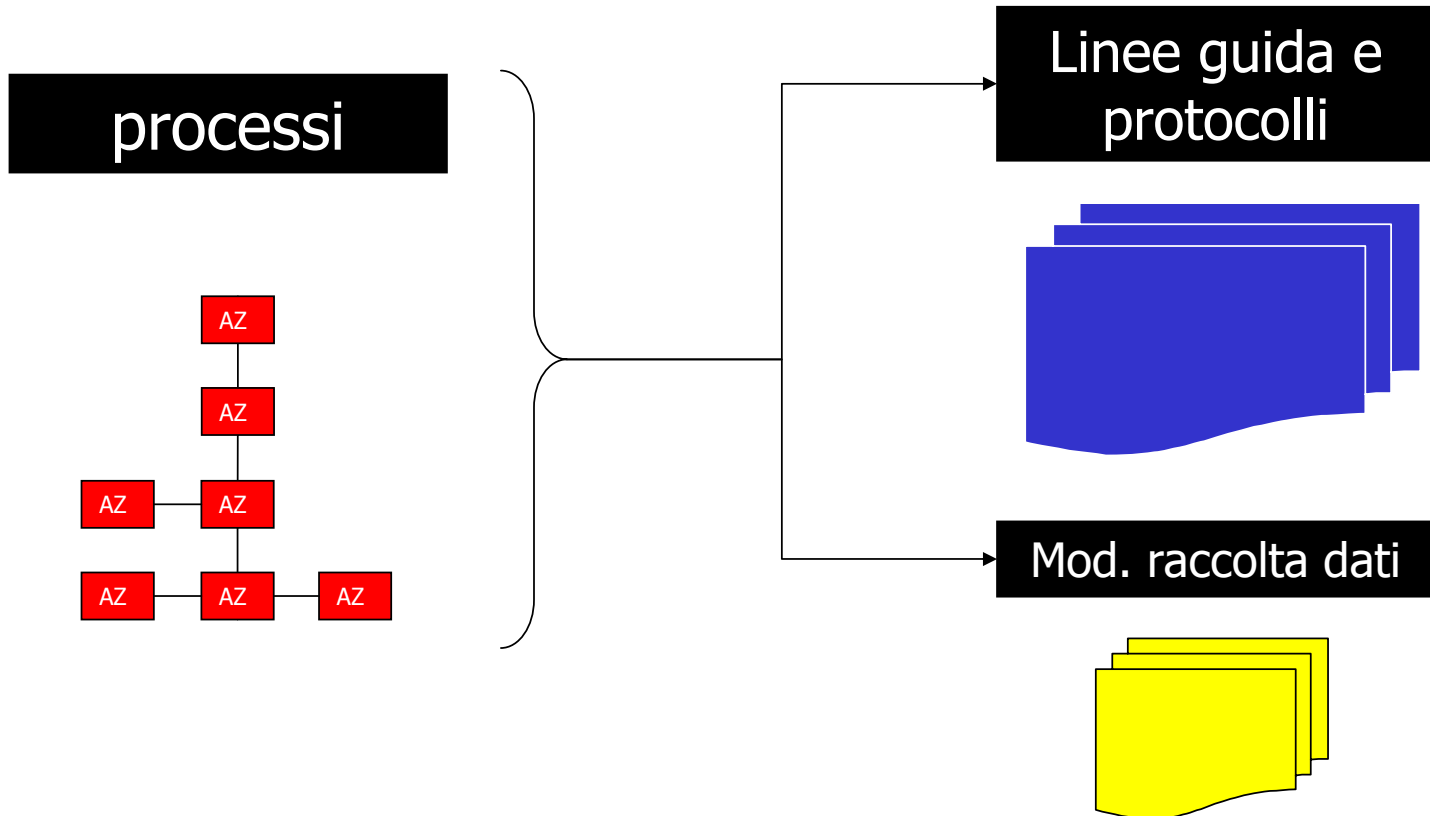 processi
Linee guida e
protocolli
AZ
AZ
AZ
AZ
AZ
AZ
AZ
Mod. raccolta dati